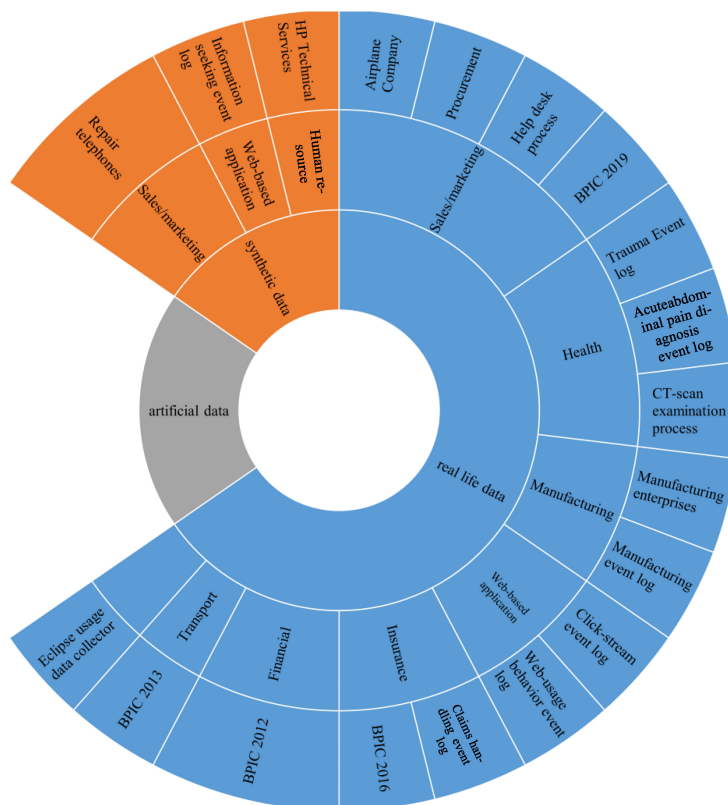 HP Technical
Services
Information
seeking event
log
Repair
telephones
Human re-
source
Web-based
application
Sales/marketing
synthetic data
artificial data
real life data
Sales/marketing
Airplane
Company
Procurement
Help desk
process
BPIC 2019
Health
Trauma Event
log
Acuteabdom-
inal pain di-
agnosis
event log
CT-scan
examination
process
Manufacturing
Manufacturing
enterprises
Manufacturing
event log
Web-based
application
Click-stream
event log
Web-usage
behavior event
log
Insurance
Claims han-
dling event
log
BPIC 2016
Financial
BPIC 2012
Transport
BPIC 2013
Eclipse usage
data collector